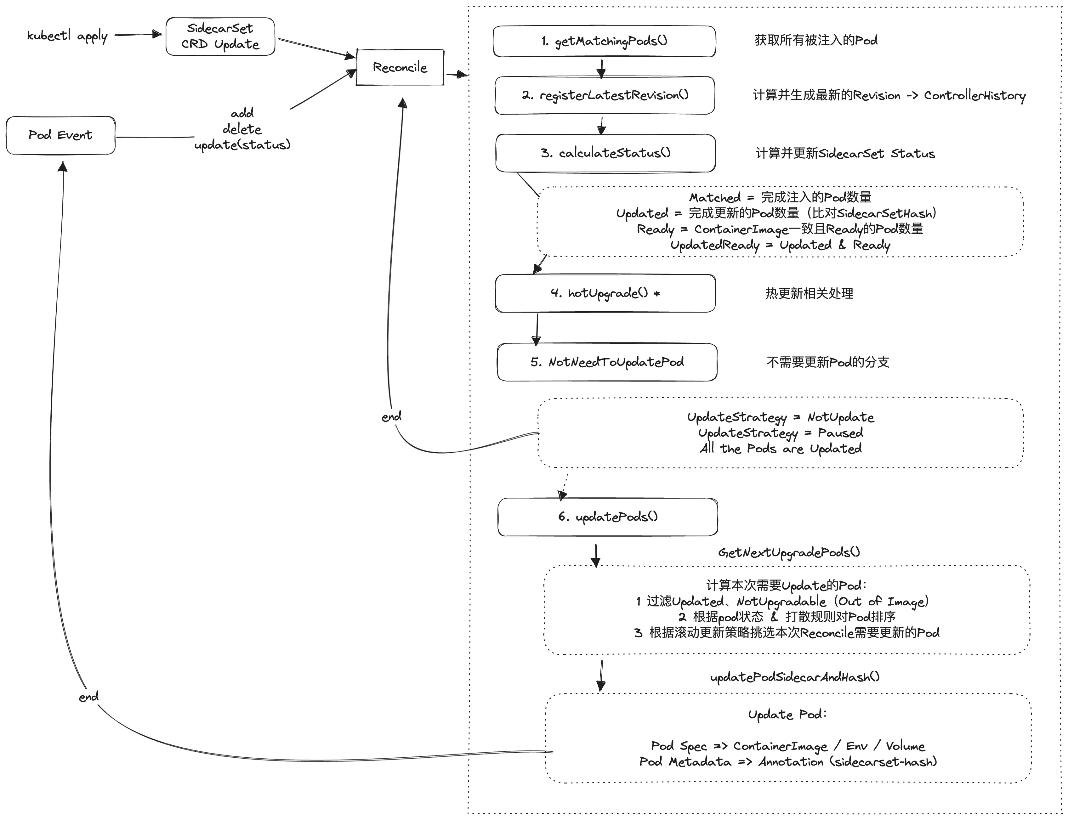 kubectl apply
SidecarSet
CRD Update
Reconcile
add
delete
update(status)
Pod Event
1. getMatchingPods()
获取所有被注入的Pod
2. registerLatestRevision()
计算并生成最新的Revision -> ControllerHistory
3. calculateStatus()
计算并更新SidecarSet Status
Matched = 完成注入的Pod数量
Updated = 完成更新的Pod数量 (比对SidecarSetHash)
Ready = ContainerImage一致且Ready的Pod数量
UpdatedReady = Updated & Ready
4. hotUpgrade() *
热更新相关处理
5. NotNeedToUpdatePod
不需要更新Pod的分支
end
UpdateStrategy = NotUpdate
UpdateStrategy = Paused
All the Pods are Updated
6. updatePods()
GetNextUpgradePods()
计算本次需要Update的Pod:
1 过滤Updated、NotUpgradable (Out of Image)
2 根据pod状态 & 打散规则对Pod排序
3 根据滚动更新策略挑选本次Reconcile需要更新的Pod
updatePodSidecarAndHash()
end
Update Pod:
Pod Spec => ContainerImage / Env / Volume
Pod Metadata => Annotation (sidecarset-hash)